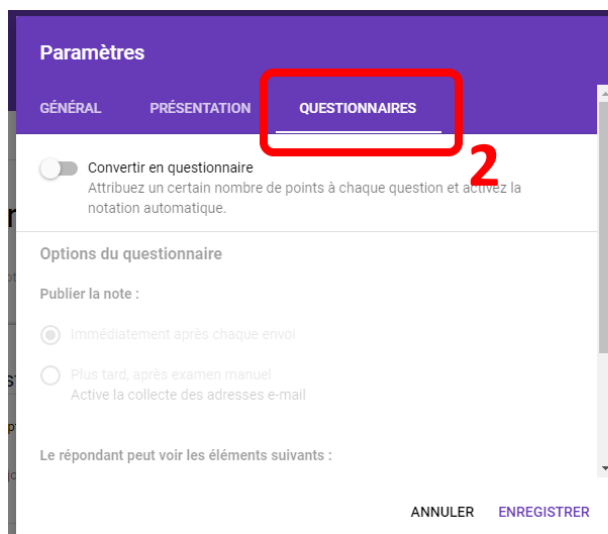 Paramètres
GÉNÉRAL PRÉSENTATION QUESTIONNAIRES
2
Convertir en questionnaire
Attribuez un certain nombre de points à chaque question et activez la
notation automatique.
Options du questionnaire
Publier la note :
Immédiatement après chaque envoi
Plus tard, après examen manuel
Active la collecte des adresses e-mail
Le répondant peut voir les éléments suivants :
ANNULER ENREGISTRER